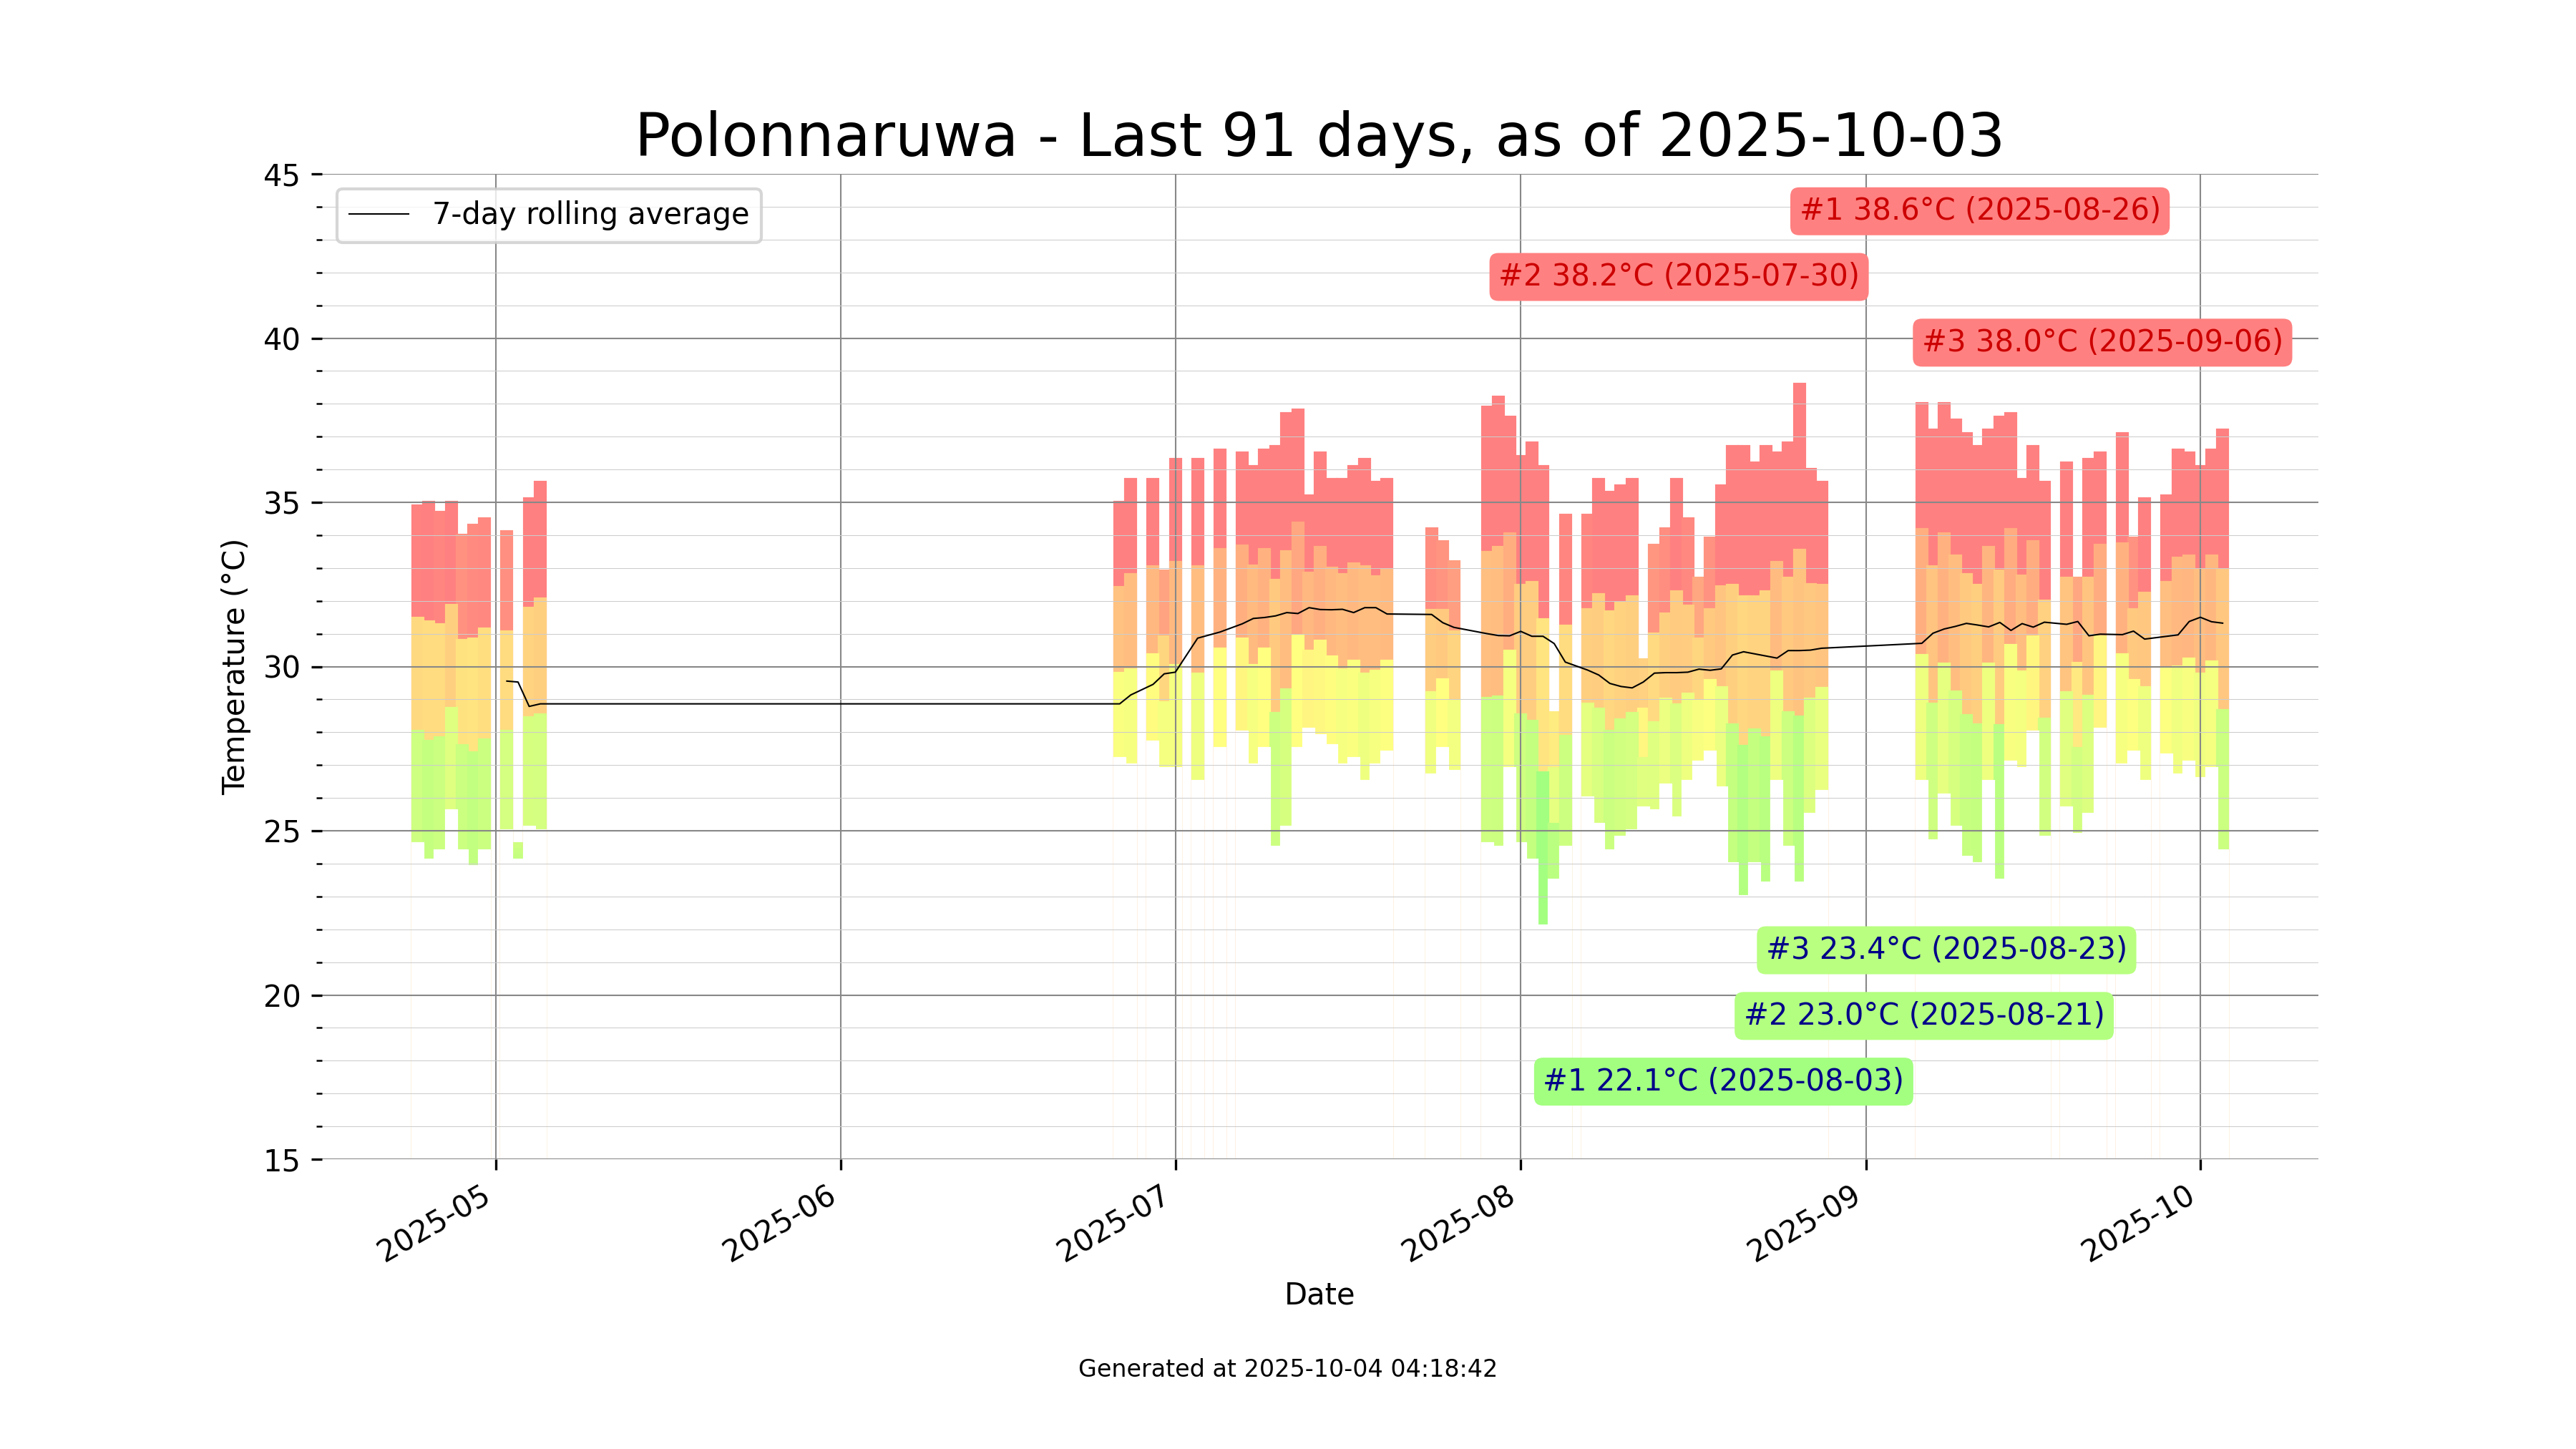 Polonnaruwa - Last 91 days, as of 2025-10-03
45
7-day rolling average
#1 38.6°C (2025-08-26)
#2 38.2°C (2025-07-30)
40
#3 38.0°C (2025-09-06)
35
30
25
Temperature (°C)
#3 23.4°C (2025-08-23)
20
#2 23.0°C (2025-08-21)
#1 22.1°C (2025-08-03)
15
2025-05
2025-06
2025-07
2025-08
2025-09
2025-10
Date
Generated at 2025-10-04 04:18:42